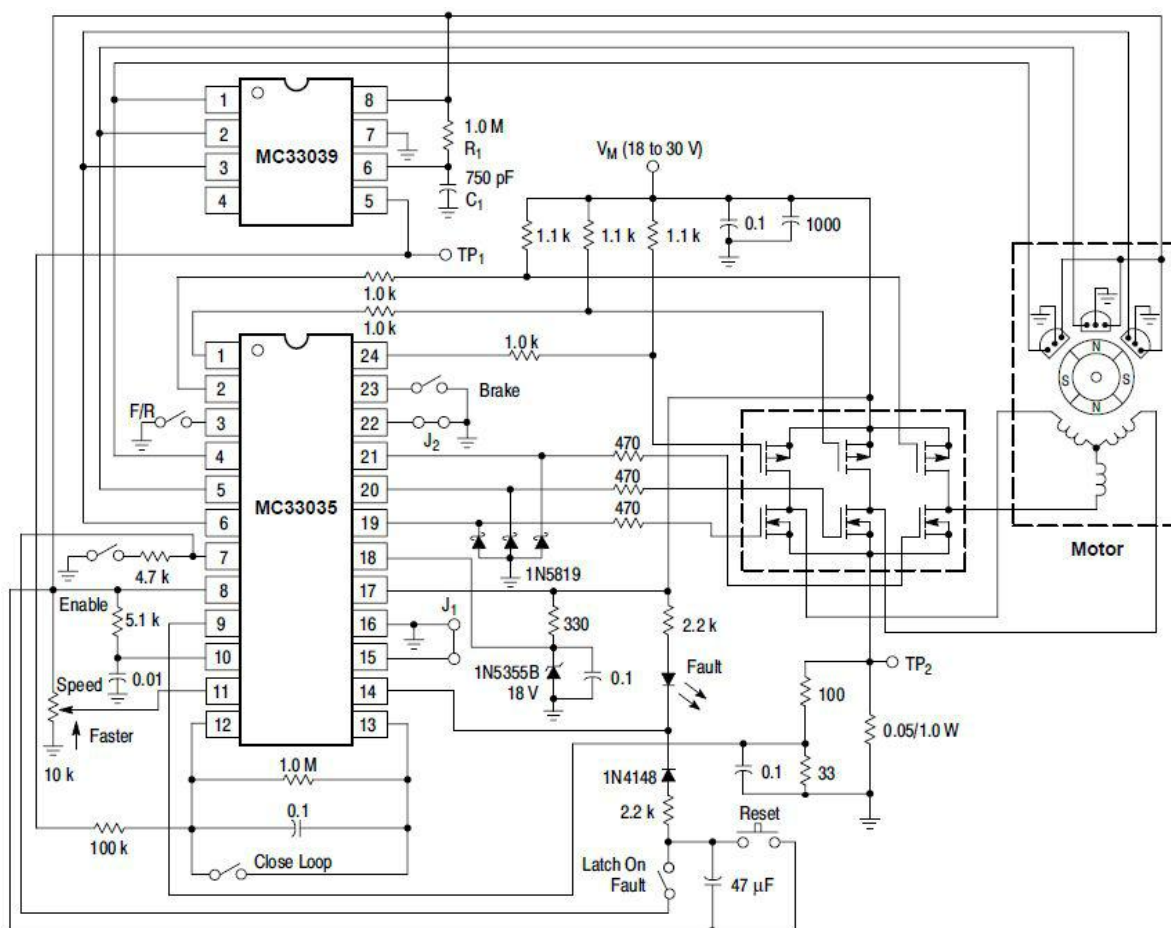 1
2
3
4
MC33039
8
7
6
5
1.0 M
R1
750 pF
C1
TP1
VM (18 to 30 V)
1.1 k
1.1 k
1.1 k
0.1
1000
1.0 k
1.0 k
1.0 k
1
2
3
4
5
6
7
8
9
10
11
12
MC33035
24
23
22
21
20
19
18
17
16
15
14
13
F/R
Brake
J2
470
470
470
1N5819
N
S
S
N
Motor
4.7 k
Enable
5.1 k
0.01
Speed
Faster
10 k
J1
330
1N5355B
18 V
0.1
2.2 k
Fault
TP2
100
0.05/1.0 W
33
0.1
1.0 M
0.1
100 k
Close Loop
1N4148
2.2 k
Reset
Latch On
Fault
47 μF